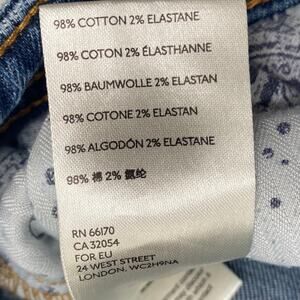 98% COTTON 2% ELASTANE
98% COTON 2% ÉLASTHANNE
98% BAUMWOLLE 2% ELASTAN
98% COTONE 2% ELASTAN
98% ALGODÓN 2% ELASTANE
98% 棉 2% 氨纶
RN 66170
CA 32054
FOR EU
24 WEST STREET
LONDON, WC2H9NA